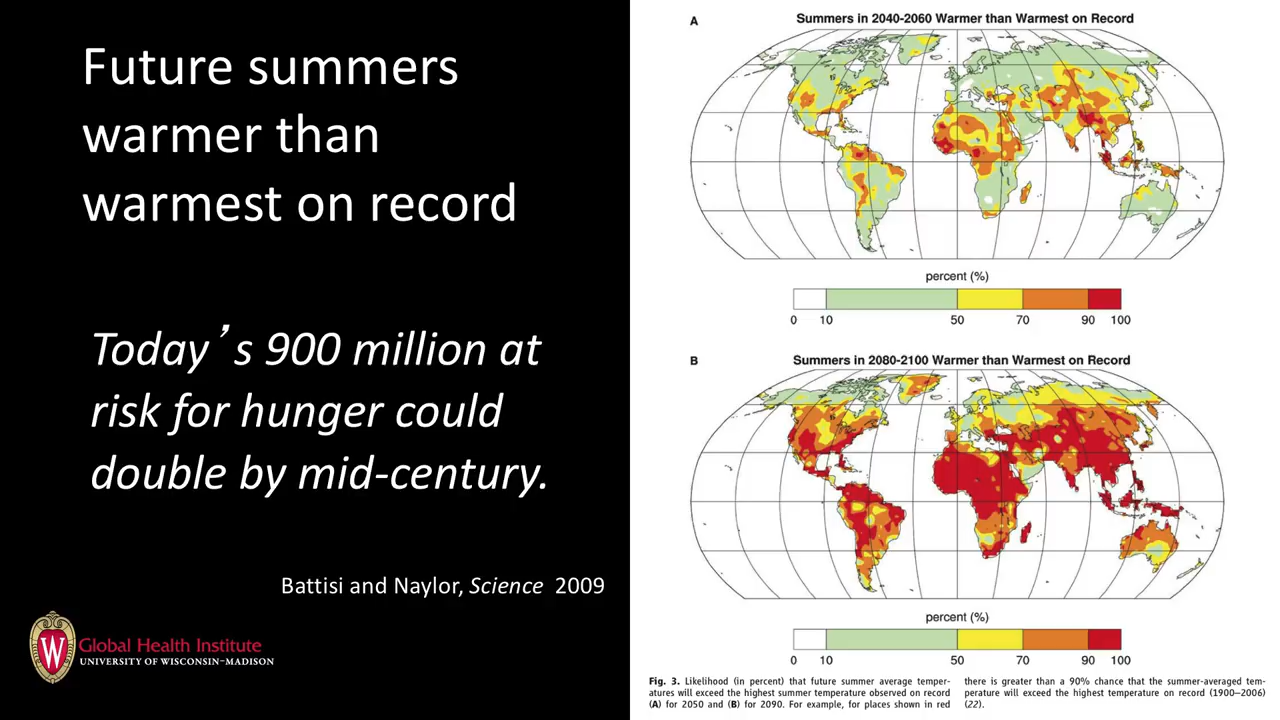 Future summers
warmer than
warmest on record
Today’s 900 million at
risk for hunger could
double by mid-century.
Battisi and Naylor, Science 2009
W
Global Health Institute
UNIVERSITY OF WISCONSIN–MADISON
A
Summers in 2040-2060 Warmer than Warmest on Record
percent (%)
0 10 50 70 90 100
B
Summers in 2080-2100 Warmer than Warmest on Record
percent (%)
0 10 50 70 90 100
Fig. 3. Likelihood (in percent) that future summer average temper-
atures will exceed the highest summer temperature observed on record
(A) for 2050 and (B) for 2090. For example, for places shown in red
there is greater than a 90% chance that the summer-averaged tem-
perature will exceed the highest temperature on record (1900–2006)
(22).